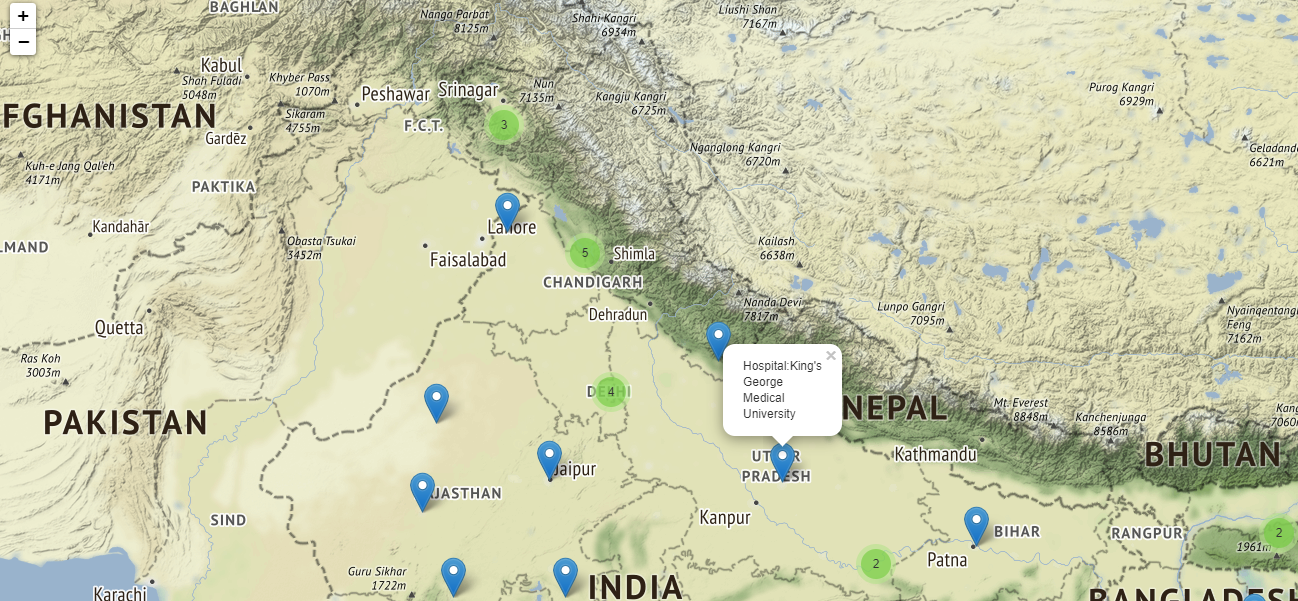 +
−
BAGHLAN
Nanga Parbat
8125m
Shahi Kangri
6934m
Liushi Shan
7167m
Kabul
Shah Fuladi
5048m
Khyber Pass
1070m
Peshawar
Srinagar
Nun
7135m
Kangju Kangri
6725m
Purog Kangri
6929m
FGHANISTAN
Sikaram
4755m
F.C.T.
3
Gardēz
Nganglong Kangri
6720m
Geladand
6621m
Kuh-e Jang Qal'eh
4171m
PAKTIKA
Kandahār
LMAND
Obasta Tsukai
3452m
Lahore
Faisalabad
5
Shimla
CHANDIGARH
Kailash
6638m
Dehradun
Nanda Devi
7817m
Lunpo Gangri
7095m
Nyainqentang
Feng
7162m
Quetta
Ras Koh
3003m
Hospital:King's
George
Medical
University
×
4
PAKISTAN
NEPAL
Mt. Everest
8848m
Kanchenjunga
8586m
Kang
7060
BHUTAN
Kathmandu
Jaipur
UTTAR
PRADESH
JASTHAN
SIND
Kanpur
Patna
BIHAR
RANGPUR
2
1961m
2
Guru Sikhar
1722m
INDIA
Karachi
BANGLADESH